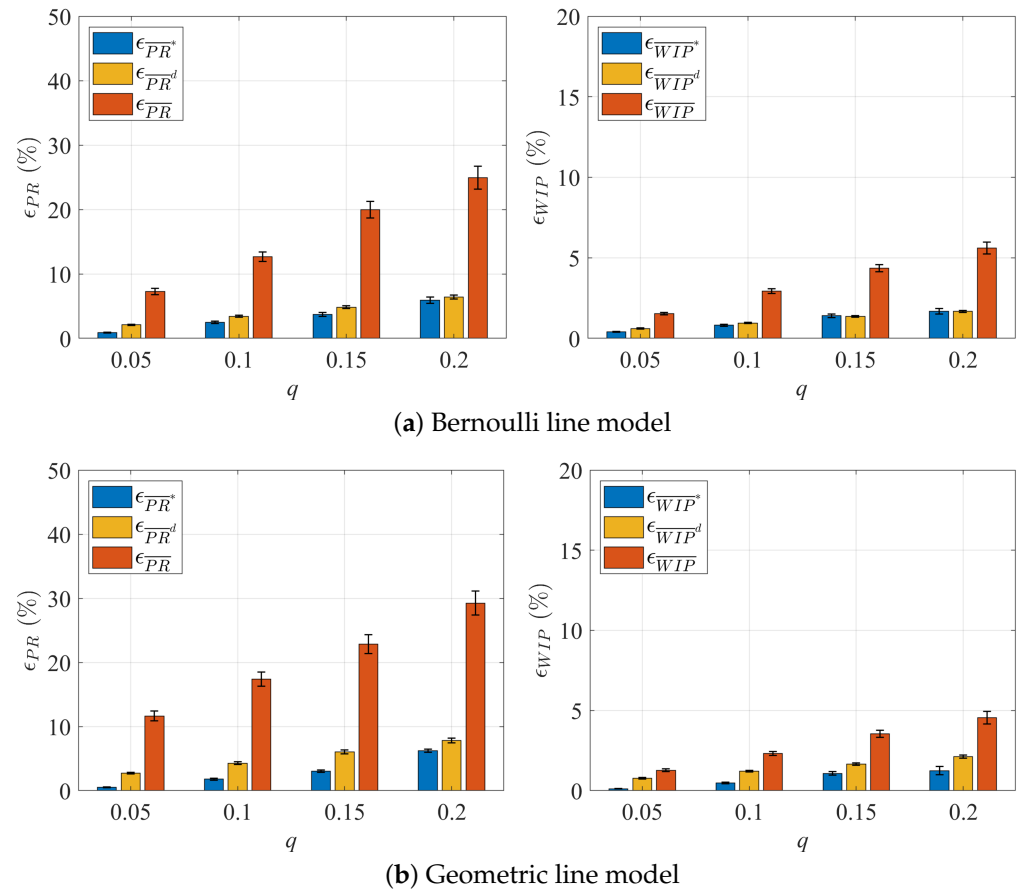 50
40
30
20
10
0
ϵ_PR (%)
ϵ_{\overline{PR}^*}
ϵ_{\overline{PR}^d}
ϵ_{\overline{PR}}
0.05 0.1 0.15 0.2
q
20
15
10
5
0
ϵ_WIP (%)
ϵ_{\overline{WIP}^*}
ϵ_{\overline{WIP}^d}
ϵ_{\overline{WIP}}
0.05 0.1 0.15 0.2
q
(a) Bernoulli line model
50
40
30
20
10
0
ϵ_PR (%)
ϵ_{\overline{PR}^*}
ϵ_{\overline{PR}^d}
ϵ_{\overline{PR}}
0.05 0.1 0.15 0.2
q
20
15
10
5
0
ϵ_WIP (%)
ϵ_{\overline{WIP}^*}
ϵ_{\overline{WIP}^d}
ϵ_{\overline{WIP}}
0.05 0.1 0.15 0.2
q
(b) Geometric line model